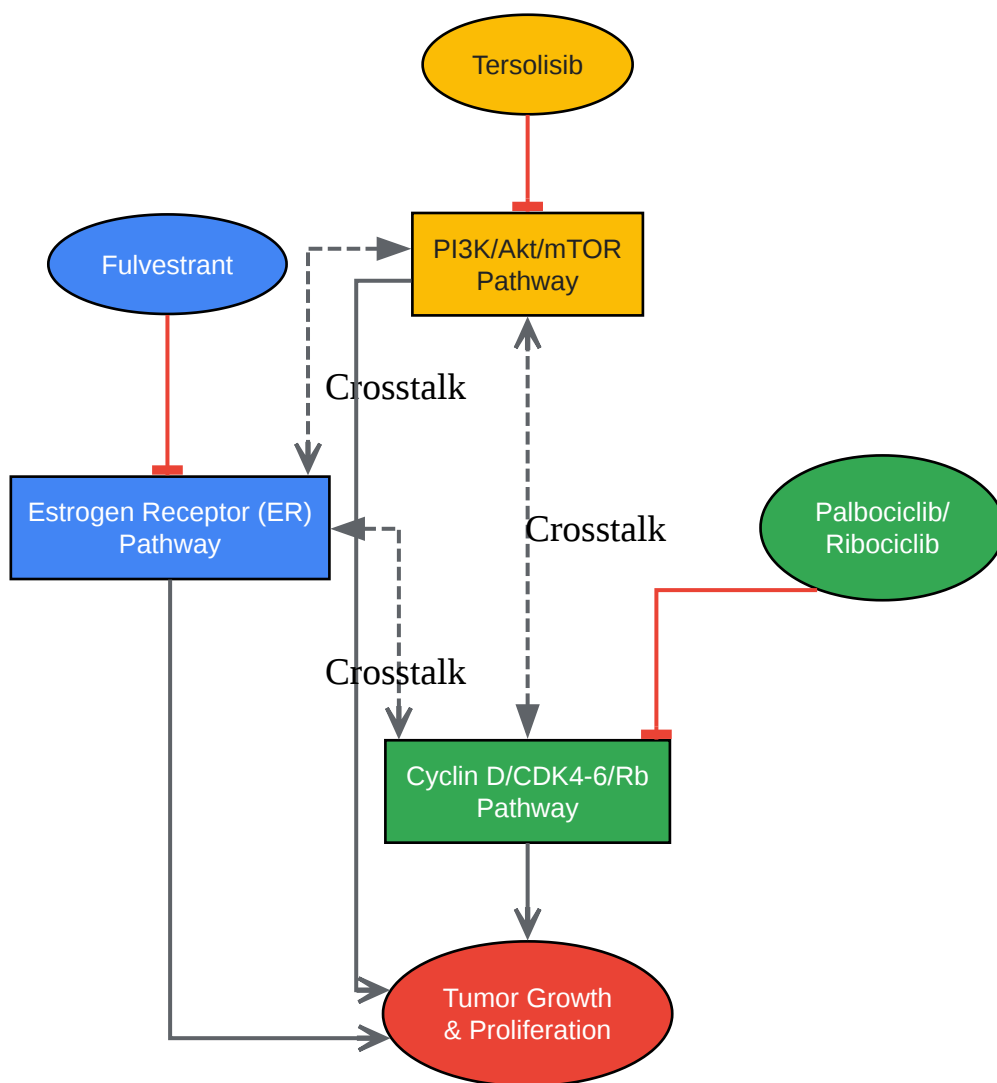 Tersolisib
PI3K/Akt/mTOR
Pathway
Fulvestrant
Crosstalk
Estrogen Receptor (ER)
Pathway
Crosstalk
Palbociclib/
Ribociclib
Crosstalk
Cyclin D/CDK4-6/Rb
Pathway
Tumor Growth
& Proliferation